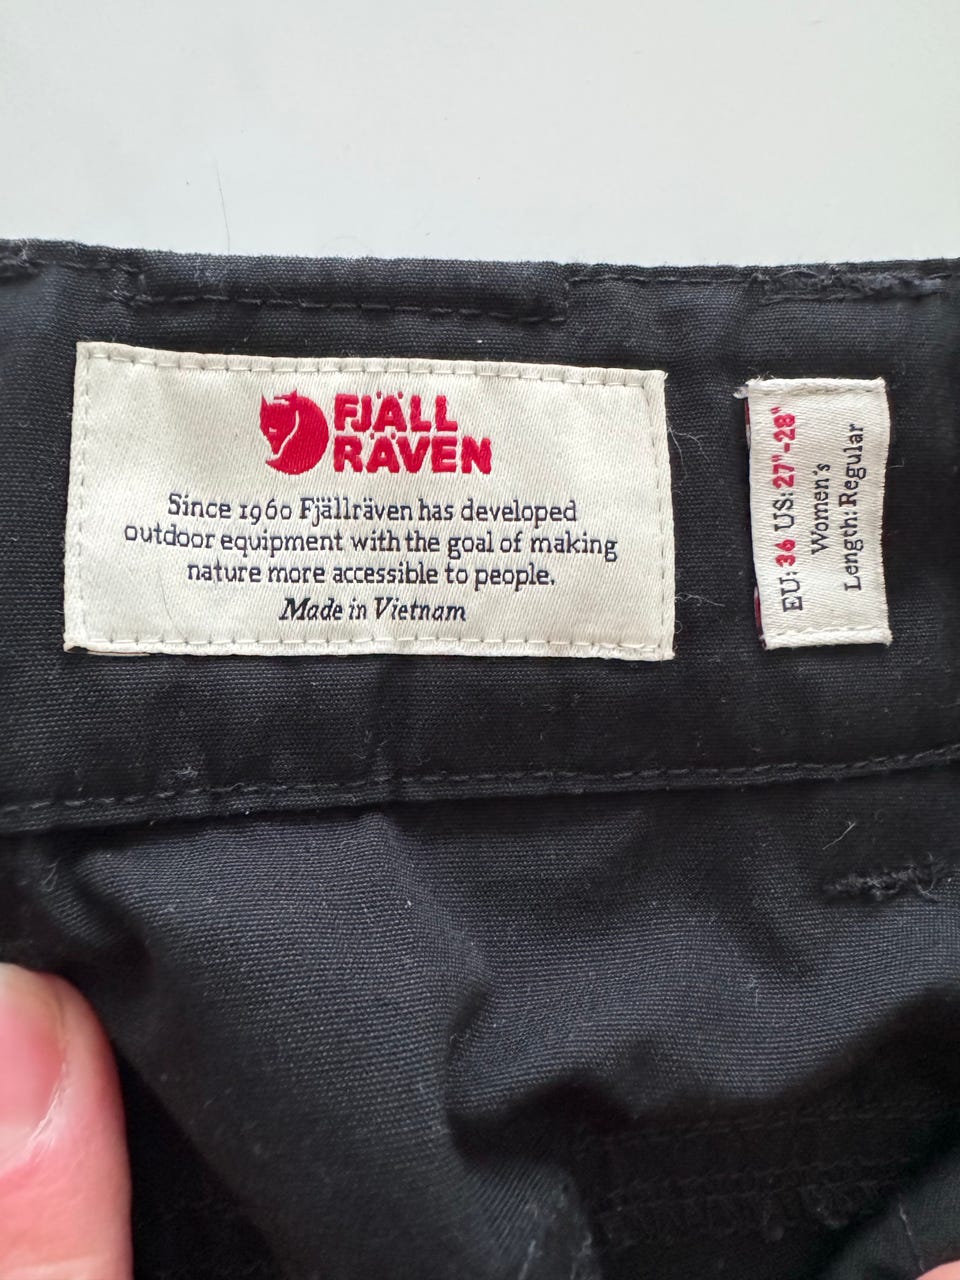 FJÄLL
RÄVEN
Since 1960 Fjällräven has developed
outdoor equipment with the goal of making
nature more accessible to people.
Made in Vietnam
EU: 36 US: 27"-28"
Women's
Length: Regular